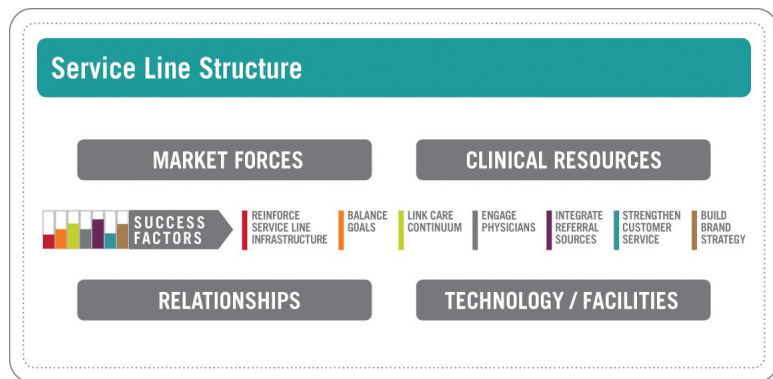 Service Line Structure
MARKET FORCES
CLINICAL RESOURCES
SUCCESS
FACTORS
REINFORCE
SERVICE LINE
INFRASTRUCTURE
BALANCE
GOALS
LINK CARE
CONTINUUM
ENGAGE
PHYSICIANS
INTEGRATE
REFERRAL
SOURCES
STRENGTHEN
CUSTOMER
SERVICE
BUILD
BRAND
STRATEGY
RELATIONSHIPS
TECHNOLOGY / FACILITIES